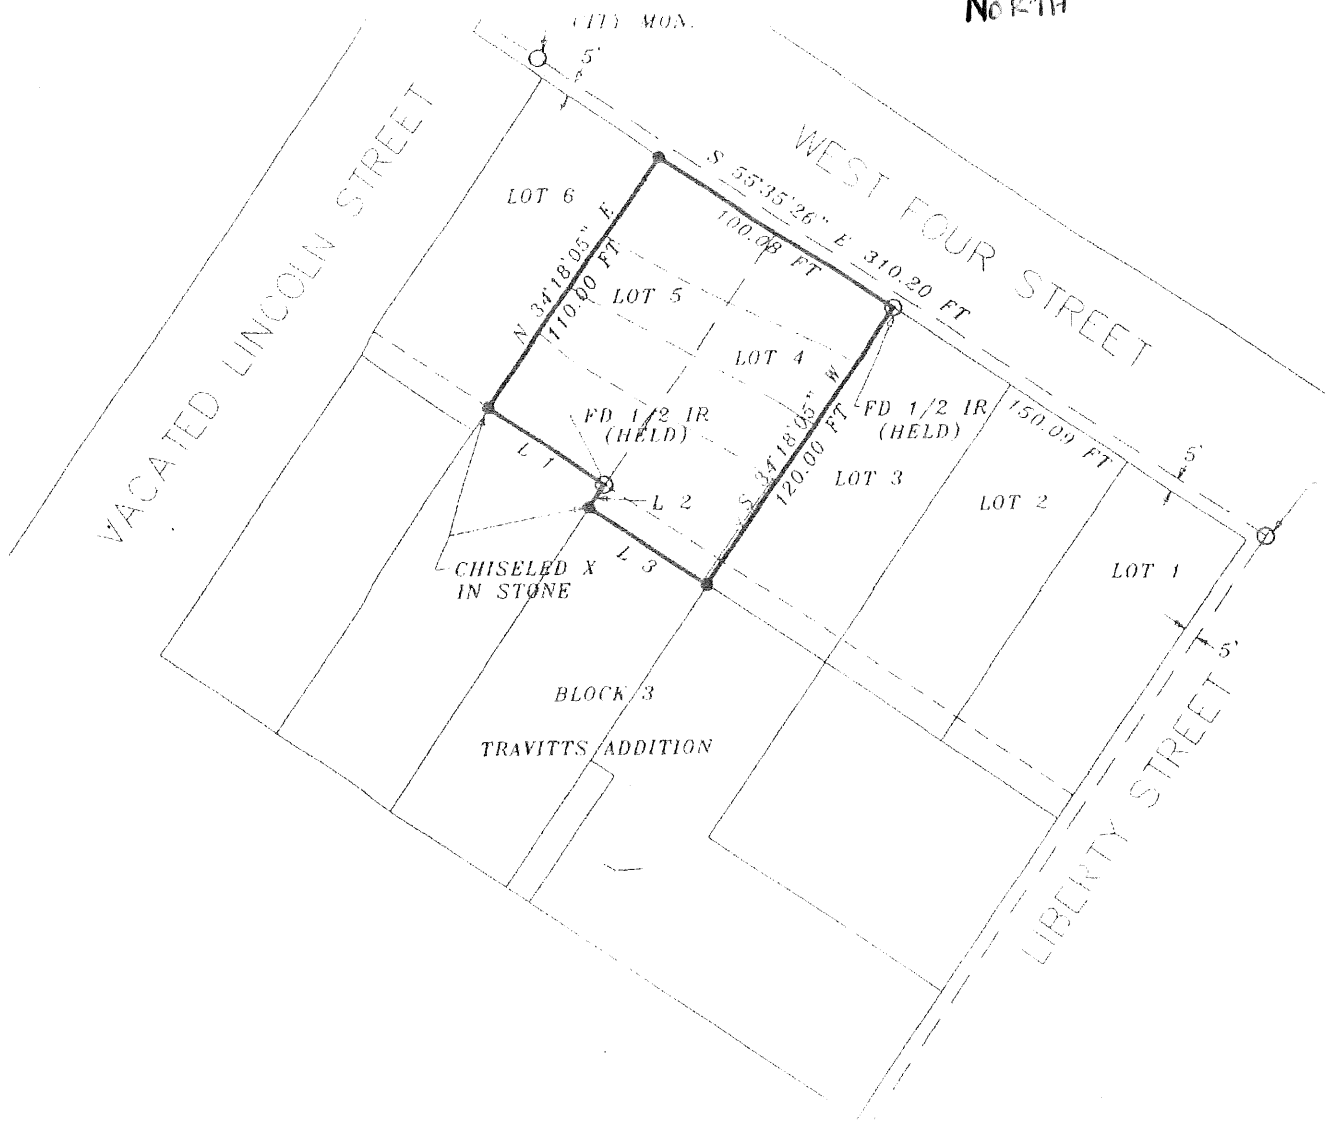 NORTH
CITY MON.
5'
WEST FOUR STREET
S 55°35'26" E 310.20 FT
100.08 FT
LOT 6
VACATED LINCOLN STREET
N 34°18'05" E
110.00 FT
LOT 5
LOT 4
S 34°18'05" W
120.00 FT
FD 1/2 IR
(HELD)
FD 1/2 IR
(HELD)
150.09 FT
5'
L 1
L 2
L 3
LOT 3
LOT 2
LOT 1
CHISELED X
IN STONE
5'
BLOCK 3
TRAVITTS ADDITION
LIBERTY STREET